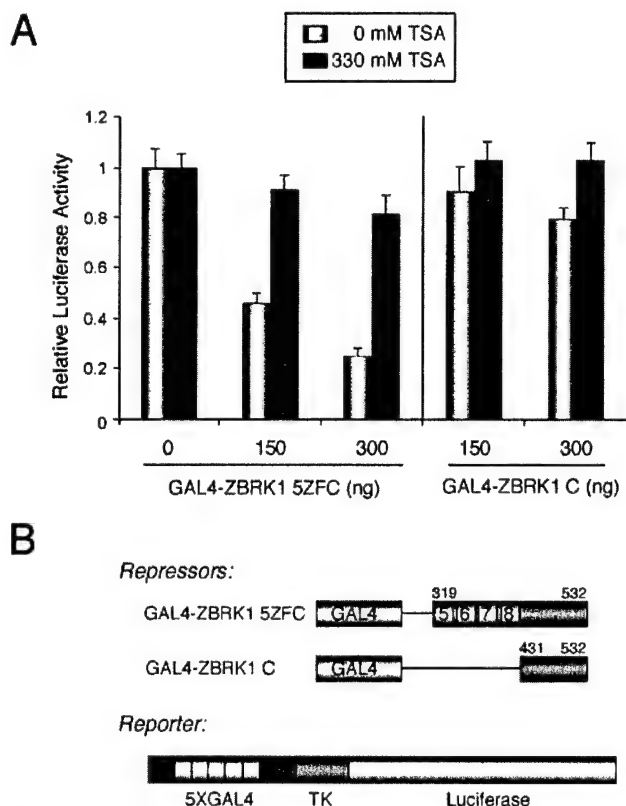 A
0 mM TSA
330 mM TSA
Relative Luciferase Activity
1.2
1
0.8
0.6
0.4
0.2
0
0 150 300 150 300
GAL4-ZBRK1 5ZFC (ng) GAL4-ZBRK1 C (ng)
B
Repressors:
319 532
GAL4-ZBRK1 5ZFC GAL4 5 6 7 8
431 532
GAL4-ZBRK1 C GAL4
Reporter:
5XGAL4 TK Luciferase